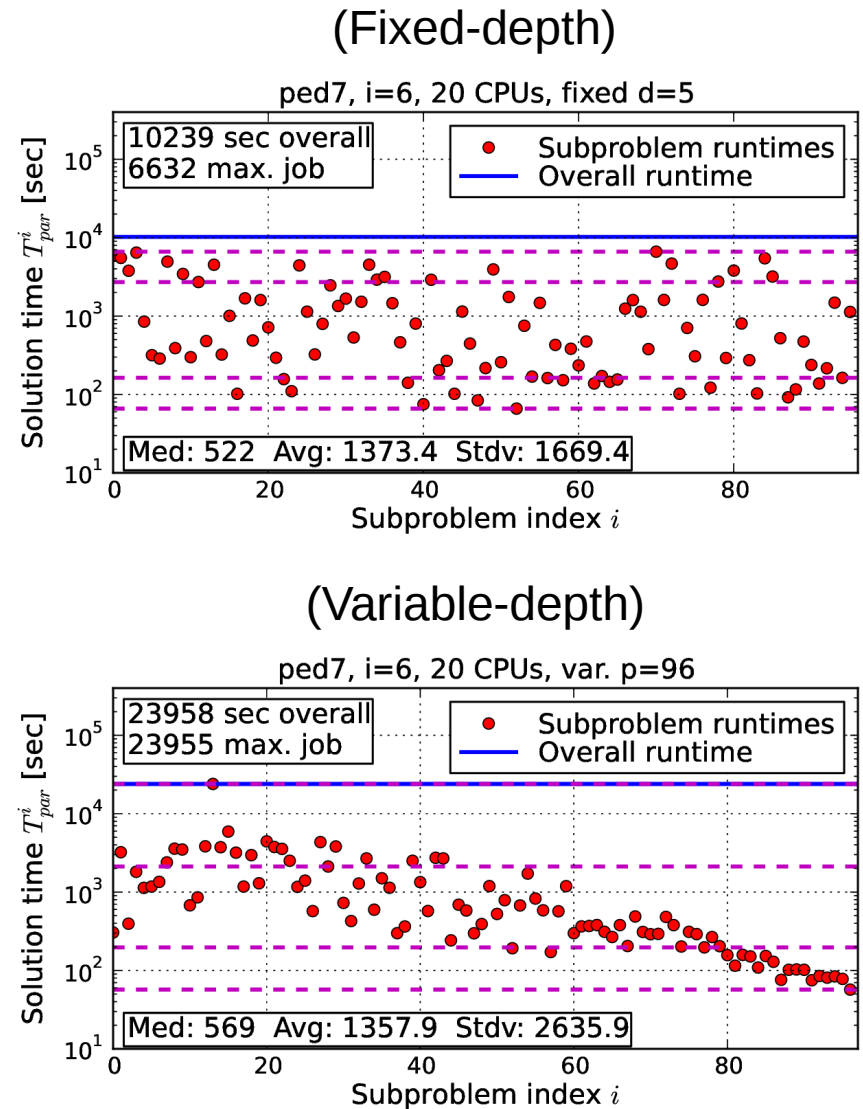 (Fixed-depth)
ped7, i=6, 20 CPUs, fixed d=5
10239 sec overall
6632 max. job
Subproblem runtimes
Overall runtime
Solution time T^i_par [sec]
10^5
10^4
10^3
10^2
10^1
0 20 40 60 80
Med: 522 Avg: 1373.4 Stdv: 1669.4
Subproblem index i
(Variable-depth)
ped7, i=6, 20 CPUs, var. p=96
23958 sec overall
23955 max. job
Subproblem runtimes
Overall runtime
Solution time T^i_par [sec]
10^5
10^4
10^3
10^2
10^1
0 20 40 60 80
Med: 569 Avg: 1357.9 Stdv: 2635.9
Subproblem index i